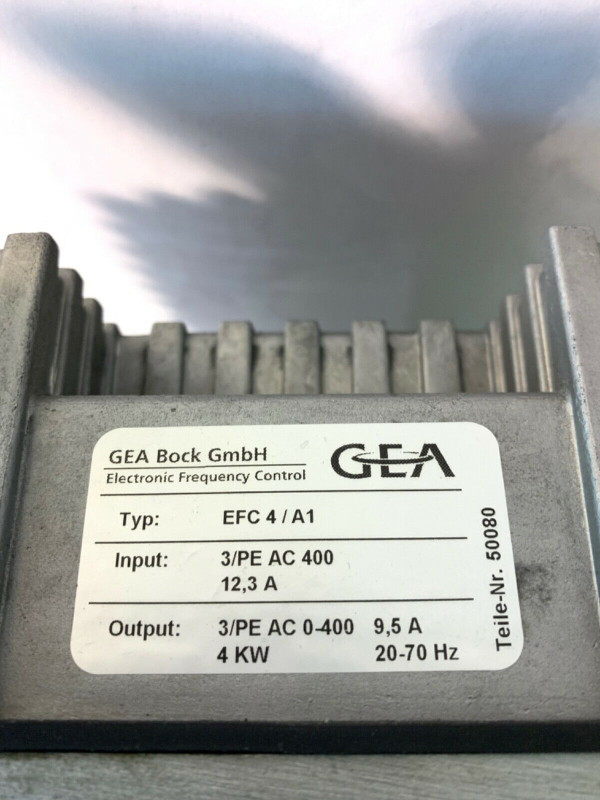 GEA Bock GmbH
Electronic Frequency Control
GEA
Typ: EFC 4 / A1
Input: 3/PE AC 400
12,3 A
Output: 3/PE AC 0-400 9,5 A
4 KW 20-70 Hz
Teile-Nr. 50080